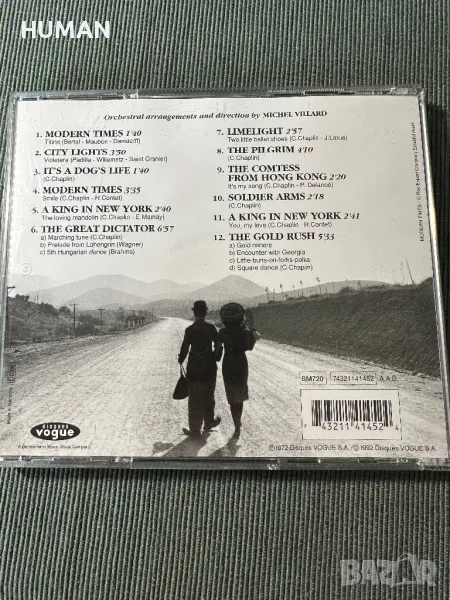 HUMAN
Orchestral arrangements and direction by MICHEL VILLARD
1. MODERN TIMES 1'40
Titine (Bertal - Maubon - Daniderff)
2. CITY LIGHTS 3'50
Violetera (Padilla - Willemetz - Saint Granier)
3. IT'S A DOG'S LIFE 1'40
(C.Chaplin)
4. MODERN TIMES 3'35
Smile (C.Chaplin - H.Contet)
5. A KING IN NEW YORK 2'40
The loving mandolin (C.Chaplin - E.Maunay)
6. THE GREAT DICTATOR 6'57
a) Marching tune (C.Chaplin)
b) Prelude from Lohengrin (Wagner)
c) 5th Hungarian dance (Brahms)
7. LIMELIGHT 2'57
Two little ballet shoes (C.Chaplin - J.Larue)
8. THE PILGRIM 4'10
(C.Chaplin)
9. THE COMTESS
FROM HONG KONG 2'20
It's my song (C.Chaplin - P. Delanoë)
10. SOLDIER ARMS 2'18
(C.Chaplin)
11. A KING IN NEW YORK 2'41
You, my love (C.Chaplin - H.Contet)
12. THE GOLD RUSH 5'33
a) Gold miners
b) Encounter with Georgia
c) Little-buns-on-forks polka
d) Square dance (C.Chaplin)
BM720
74321141452
A.A.D.
disques
vogue
7 43211 41452 4
Ⓟ1972 Disques VOGUE S.A. / ©1992 Disques VOGUE S.A.
BAZAR